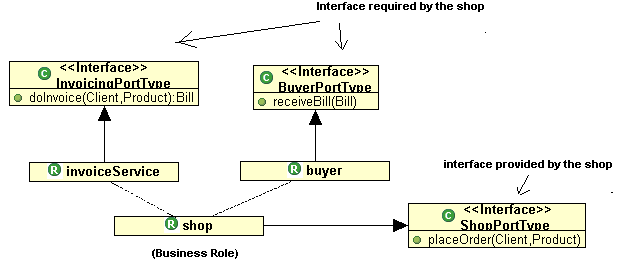 Interface required by the shop
<<Interface>>
InvoicingPortType
doInvoice(Client,Product):Bill
<<Interface>>
BuyerPortType
receiveBill(Bill)
R invoiceService
R buyer
interface provided by the shop
R shop
(Business Role)
C <<Interface>>
ShopPortType
placeOrder(Client,Product)